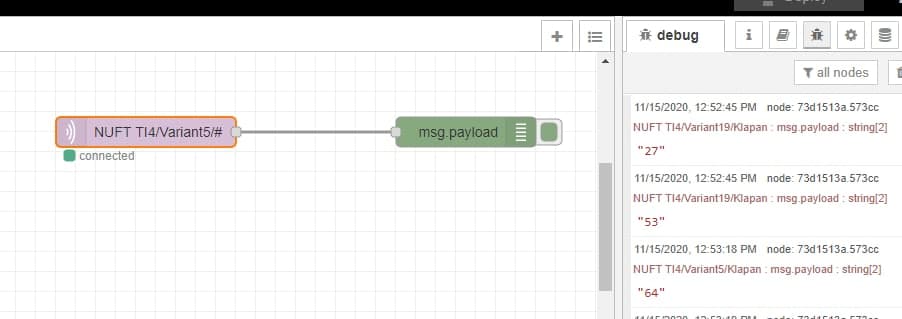 debug
all nodes
NUFT TI4/Variant5/#
connected
msg.payload
11/15/2020, 12:52:45 PM node: 73d1513a.573cc
NUFT TI4/Variant19/Klapan : msg.payload : string[2]
"27"
11/15/2020, 12:52:45 PM node: 73d1513a.573cc
NUFT TI4/Variant19/Klapan : msg.payload : string[2]
"53"
11/15/2020, 12:53:18 PM node: 73d1513a.573cc
NUFT TI4/Variant5/Klapan : msg.payload : string[2]
"64"